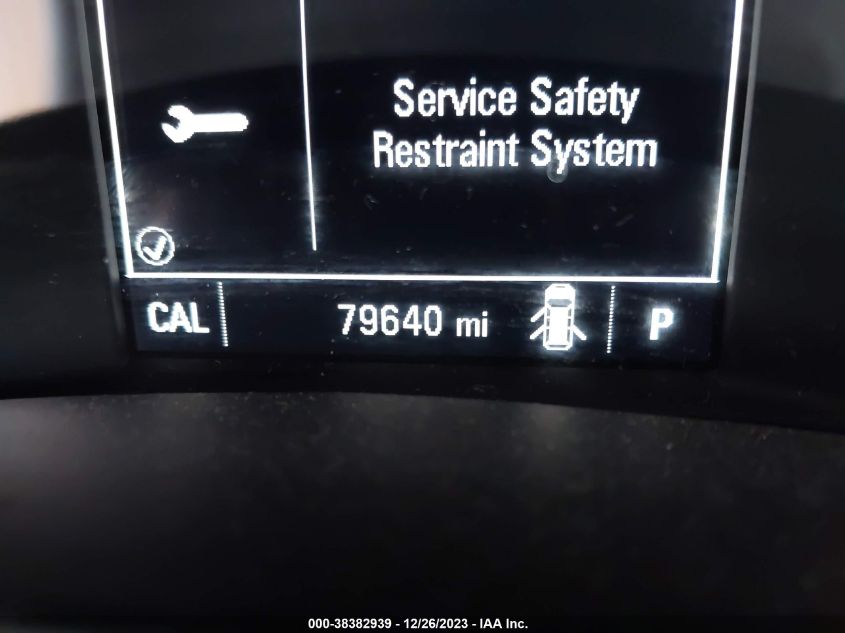 Service Safety
Restraint System
CAL 79640 mi P
000-38382939 - 12/26/2023 - IAA Inc.